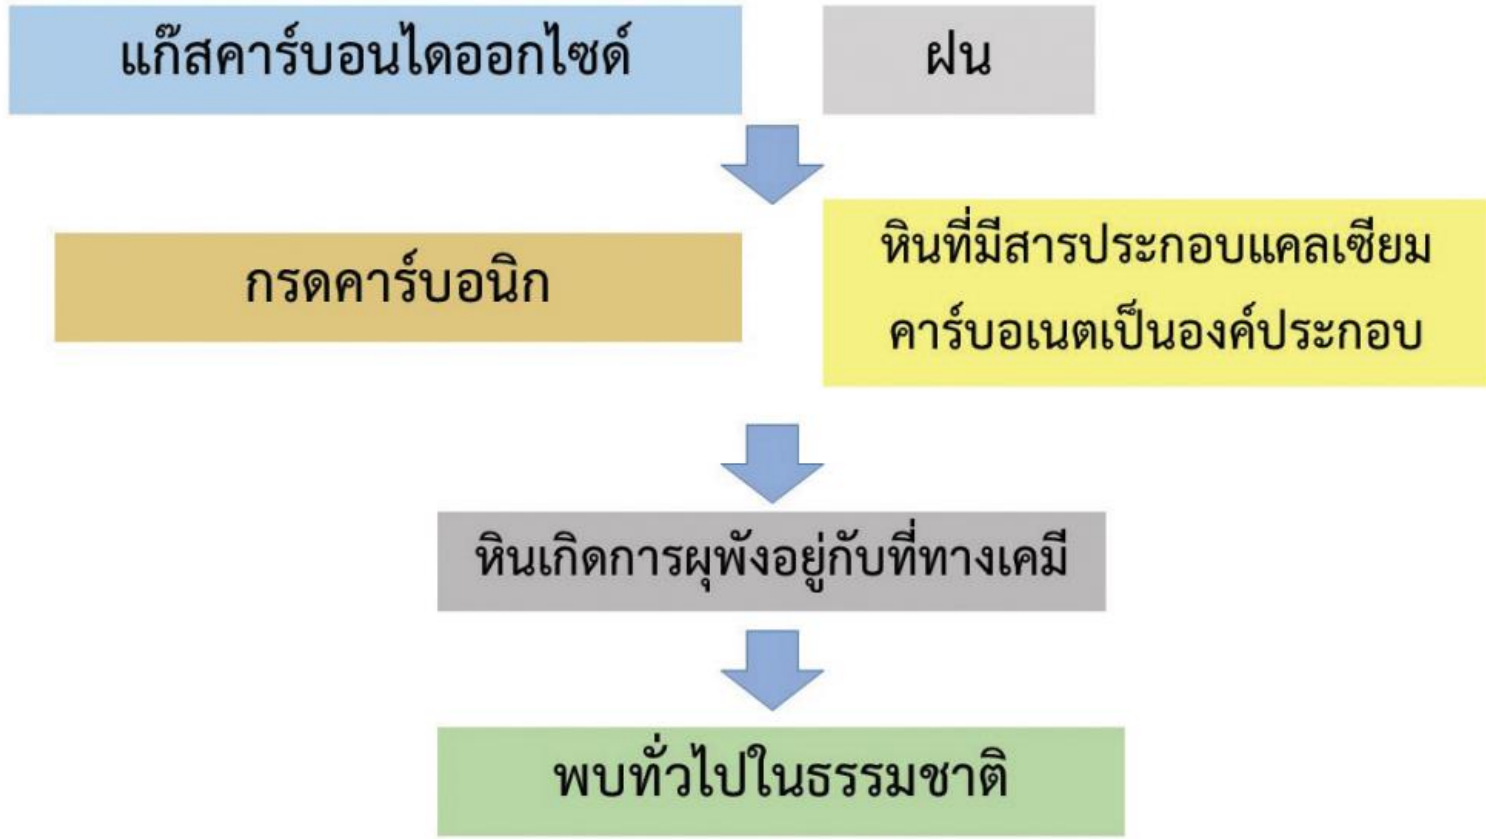 แก๊สคาร์บอนไดออกไซด์
ฝน
กรดคาร์บอนิก
หินที่มีสารประกอบแคลเซียม
คาร์บอเนตเป็นองค์ประกอบ
หินเกิดการผุพังอยู่กับที่ทางเคมี
พบทั่วไปในธรรมชาติ